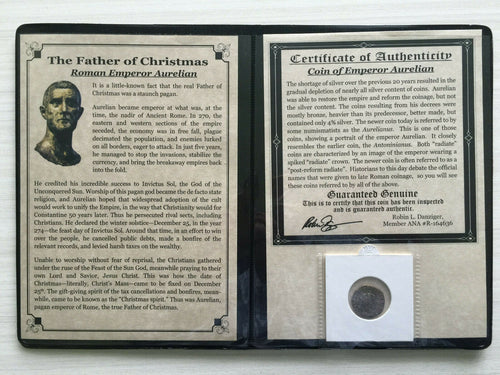 The Father of Christmas
Roman Emperor Aurelian
It is a little-known fact that the real Father of
Christmas was a staunch pagan.
Aurelian became emperor at what was, at the
time, the nadir of Ancient Rome. In 270, the
eastern and western sections of the empire
seceded, the economy was in free fall, plague
decimated the population, and enemies lurked
on all borders, eager to attack. In just five years,
he managed to stop the invasions, stabilize the
currency, and bring the breakaway empires back
into the fold.
He credited his incredible success to Invictus Sol, the God of the
Unconquered Sun. Worship of this pagan god became the de facto state
religion, and Aurelian hoped that widespread adoption of the cult
would work to unify the Empire, in the way that Christianity would for
Constantine 50 years later. Thus he persecuted rival sects, including
Christians. He declared the winter solstice—December 25, in the year
274—the feast day of Invictus Sol. Around that time, in an effort to win
over the people, he cancelled public debts, made a bonfire of the
relevant records, and levied harsh taxes on the wealthy.
Unable to worship without fear of reprisal, the Christians gathered
under the ruse of the Feast of the Sun God, meanwhile praying to their
own Lord and Savior, Jesus Christ. This was how the date of
Christmas—literally, Christ's Mass—came to be fixed on December
25th. The gift-giving spirit of the tax cancellations and bonfire, mean-
while, came to be known as the "Christmas spirit." Thus was Aurelian,
pagan emperor of Rome, the true Father of Christmas.
Certificate of Authenticity
Coin of Emperor Aurelian
The shortage of silver over the previous 20 years resulted in the
gradual depletion of nearly all silver content of coins. Aurelian
was able to restore the empire and reform the coinage, but not
the silver content. The coins resulting from his decrees were
mostly bronze, heavier than its predecessor, better made, but
contained only 4% silver. The newer coin today is referred to by
some numismatists as the Aurelianus. This is one of those
coins, showing a portrait of the emperor Aurelian. It closely
resembles the earlier coin, the Antoninianus. Both "radiate"
coins are characterized by an image of the emperor wearing a
spiked "radiate" crown. The newer coin is often referred to as a
"post-reform radiate". Historians to this day debate the official
names that were given to late Roman coinage, so you will see
these coins referred to by all of the above.
Guaranteed Genuine
This is to certify that this coin has been inspected
and is guaranteed authentic.
Robin L. Danziger,
Member ANA #R-164636